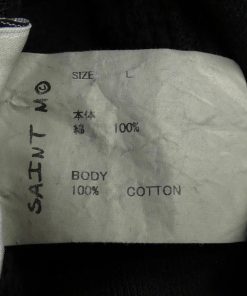 SIZE L
本体
綿 100%
BODY
100% COTTON
SAINT M